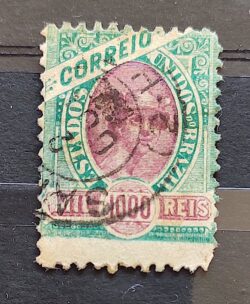 CORREIO
ESTADOS UNIDOS DO BRAZIL
MIL 1000 REIS